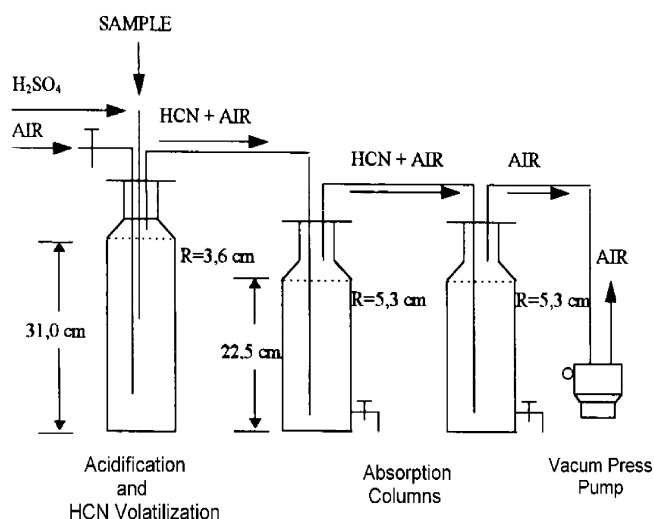 SAMPLE
H₂SO₄
AIR
HCN + AIR
HCN + AIR
AIR
AIR
R=3,6 cm
R=5,3 cm
R=5,3 cm
31,0 cm
22,5 cm
Acidification
and
HCN Volatilization
Absorption
Columns
Vacum Press
Pump